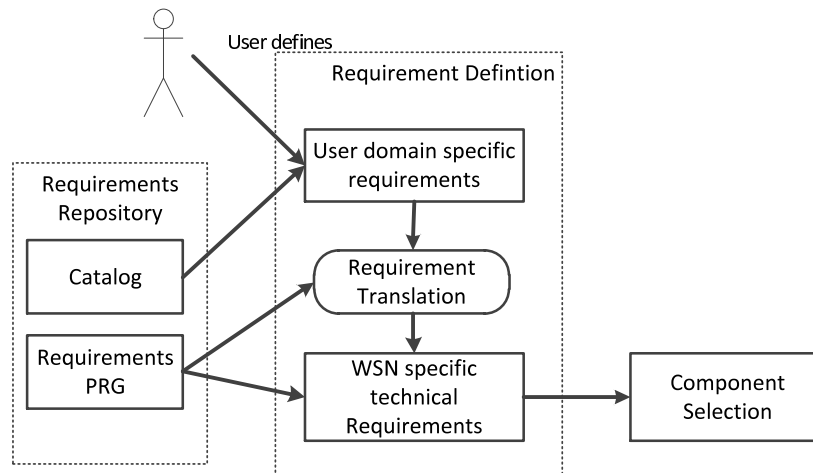 User defines
Requirement Defintion
User domain specific
requirements
Requirements
Repository
Catalog
Requirement
Translation
Requirements
PRG
WSN specific
technical
Requirements
Component
Selection